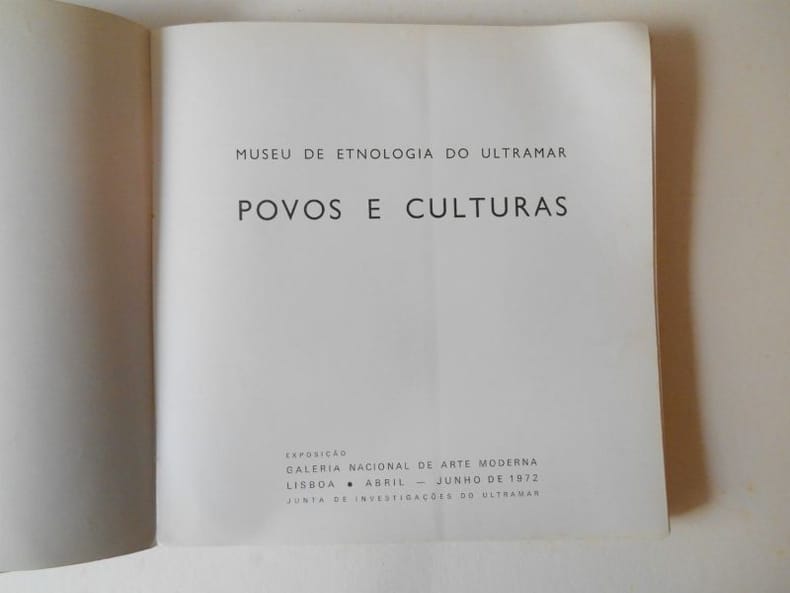 MUSEU DE ETNOLOGIA DO ULTRAMAR
POVOS E CULTURAS
EXPOSIÇÃO
GALERIA NACIONAL DE ARTE MODERNA
LISBOA • ABRIL — JUNHO DE 1972
JUNTA DE INVESTIGAÇÕES DO ULTRAMAR